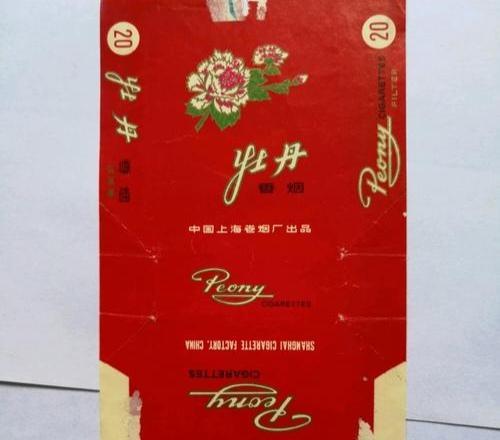 20
牡丹
香烟
20
Peony
CIGARETTES
FILTER
牡丹
香烟
中国上海卷烟厂出品
Peony
CIGARETTES
SHANGHAI CIGARETTE FACTORY, CHINA
Peony
CIGARETTES